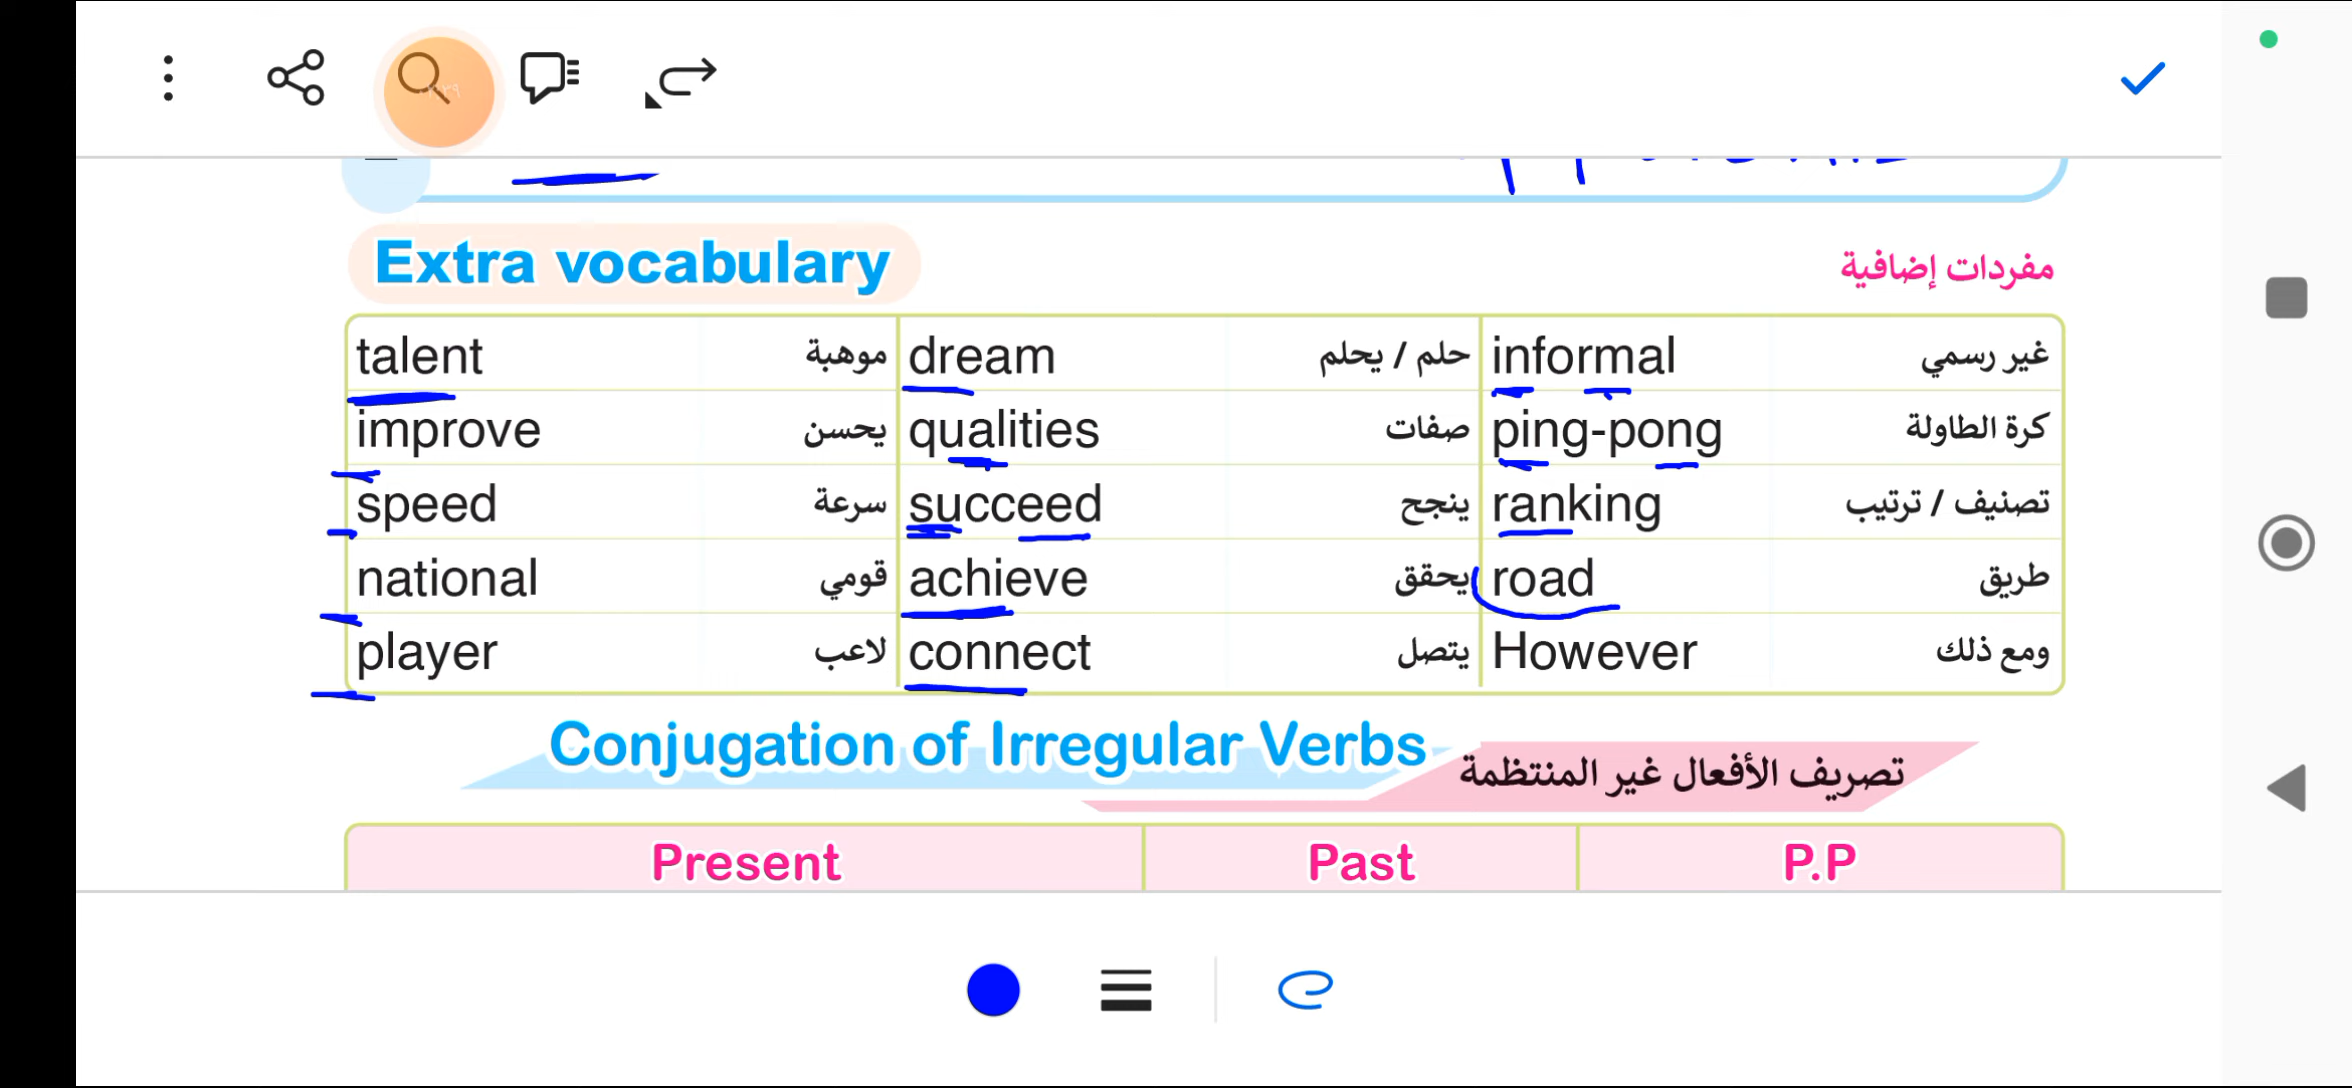 Extra vocabulary مفردات إضافية
talent موهبة dream حلم / يحلم informal غير رسمي
improve يحسن qualities صفات ping-pong كرة الطاولة
speed سرعة succeed ينجح ranking تصنيف / ترتيب
national قومي achieve يحقق road طريق
player لاعب connect يتصل However ومع ذلك
Conjugation of Irregular Verbs تصريف الأفعال غير المنتظمة
Present Past P.P